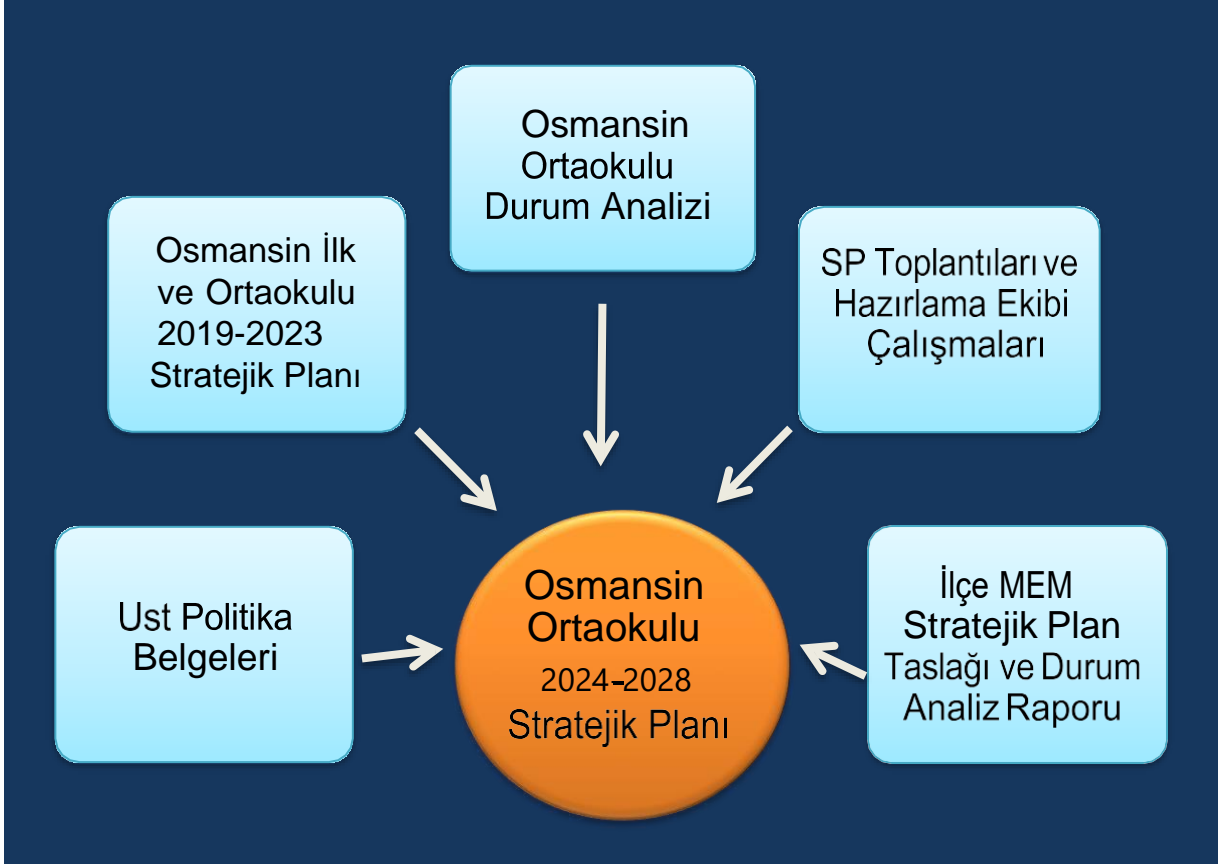 Osmansin
Ortaokulu
Durum Analizi
Osmansin İlk
ve Ortaokulu
2019-2023
Stratejik Planı
SP Toplantıları ve
Hazırlama Ekibi
Çalışmaları
Ust Politika
Belgeleri
Osmansin
Ortaokulu
2024-2028
Stratejik Planı
İlçe MEM
Stratejik Plan
Taslağı ve Durum
Analiz Raporu